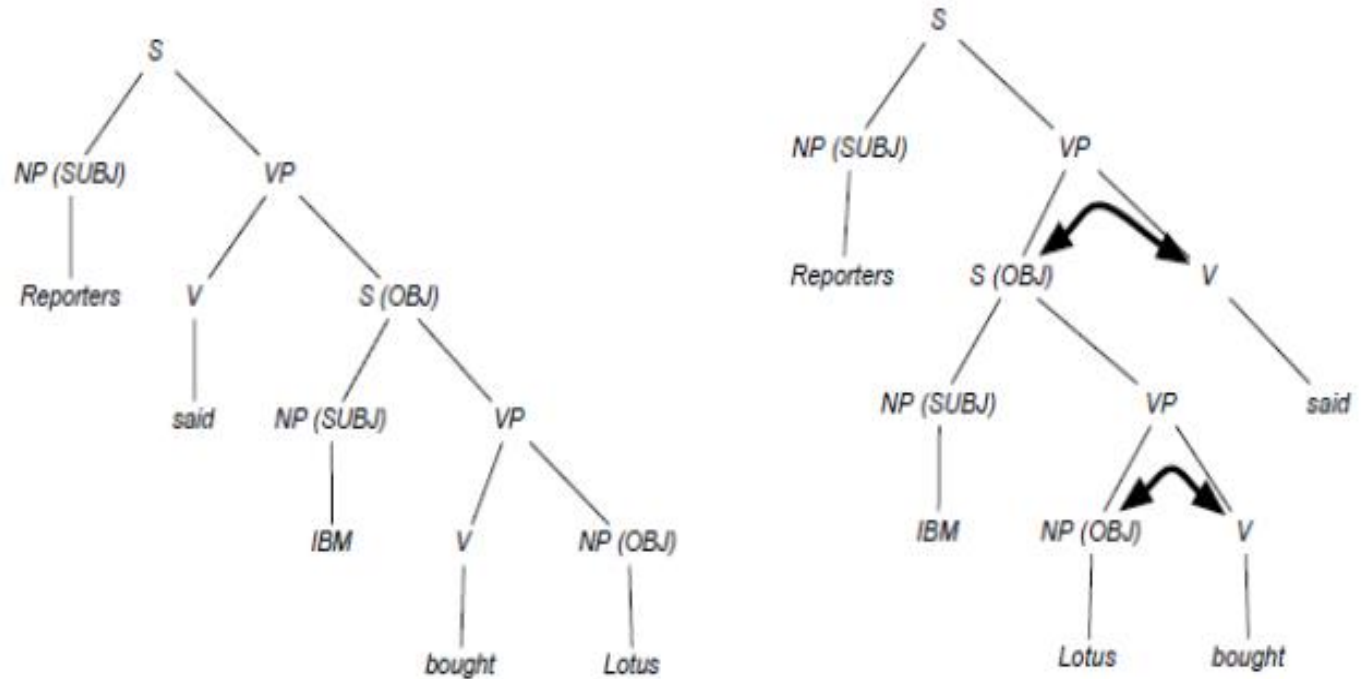 S
NP (SUBJ) VP
Reporters V S (OBJ)
said NP (SUBJ) VP
IBM V NP (OBJ)
bought Lotus
S
NP (SUBJ) VP
Reporters S (OBJ) V
NP (SUBJ) VP said
IBM NP (OBJ) V
Lotus bought